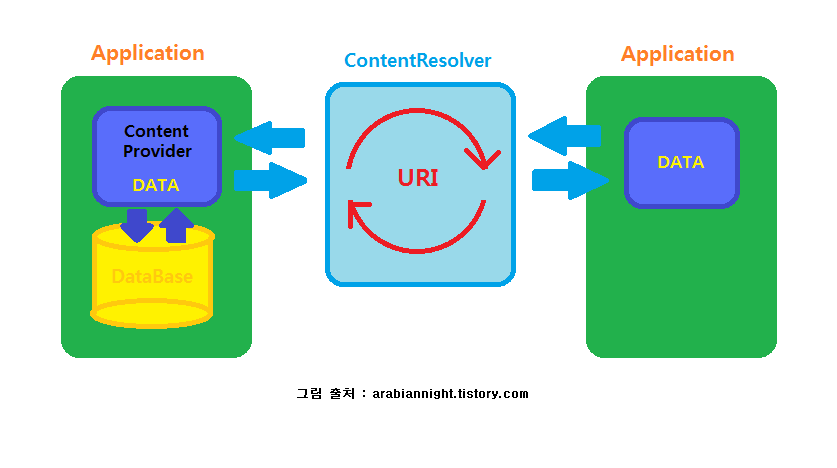 Application
ContentResolver
Application
Content
Provider
DATA
DataBase
URI
DATA
그림 출처 : arabiannight.tistory.com